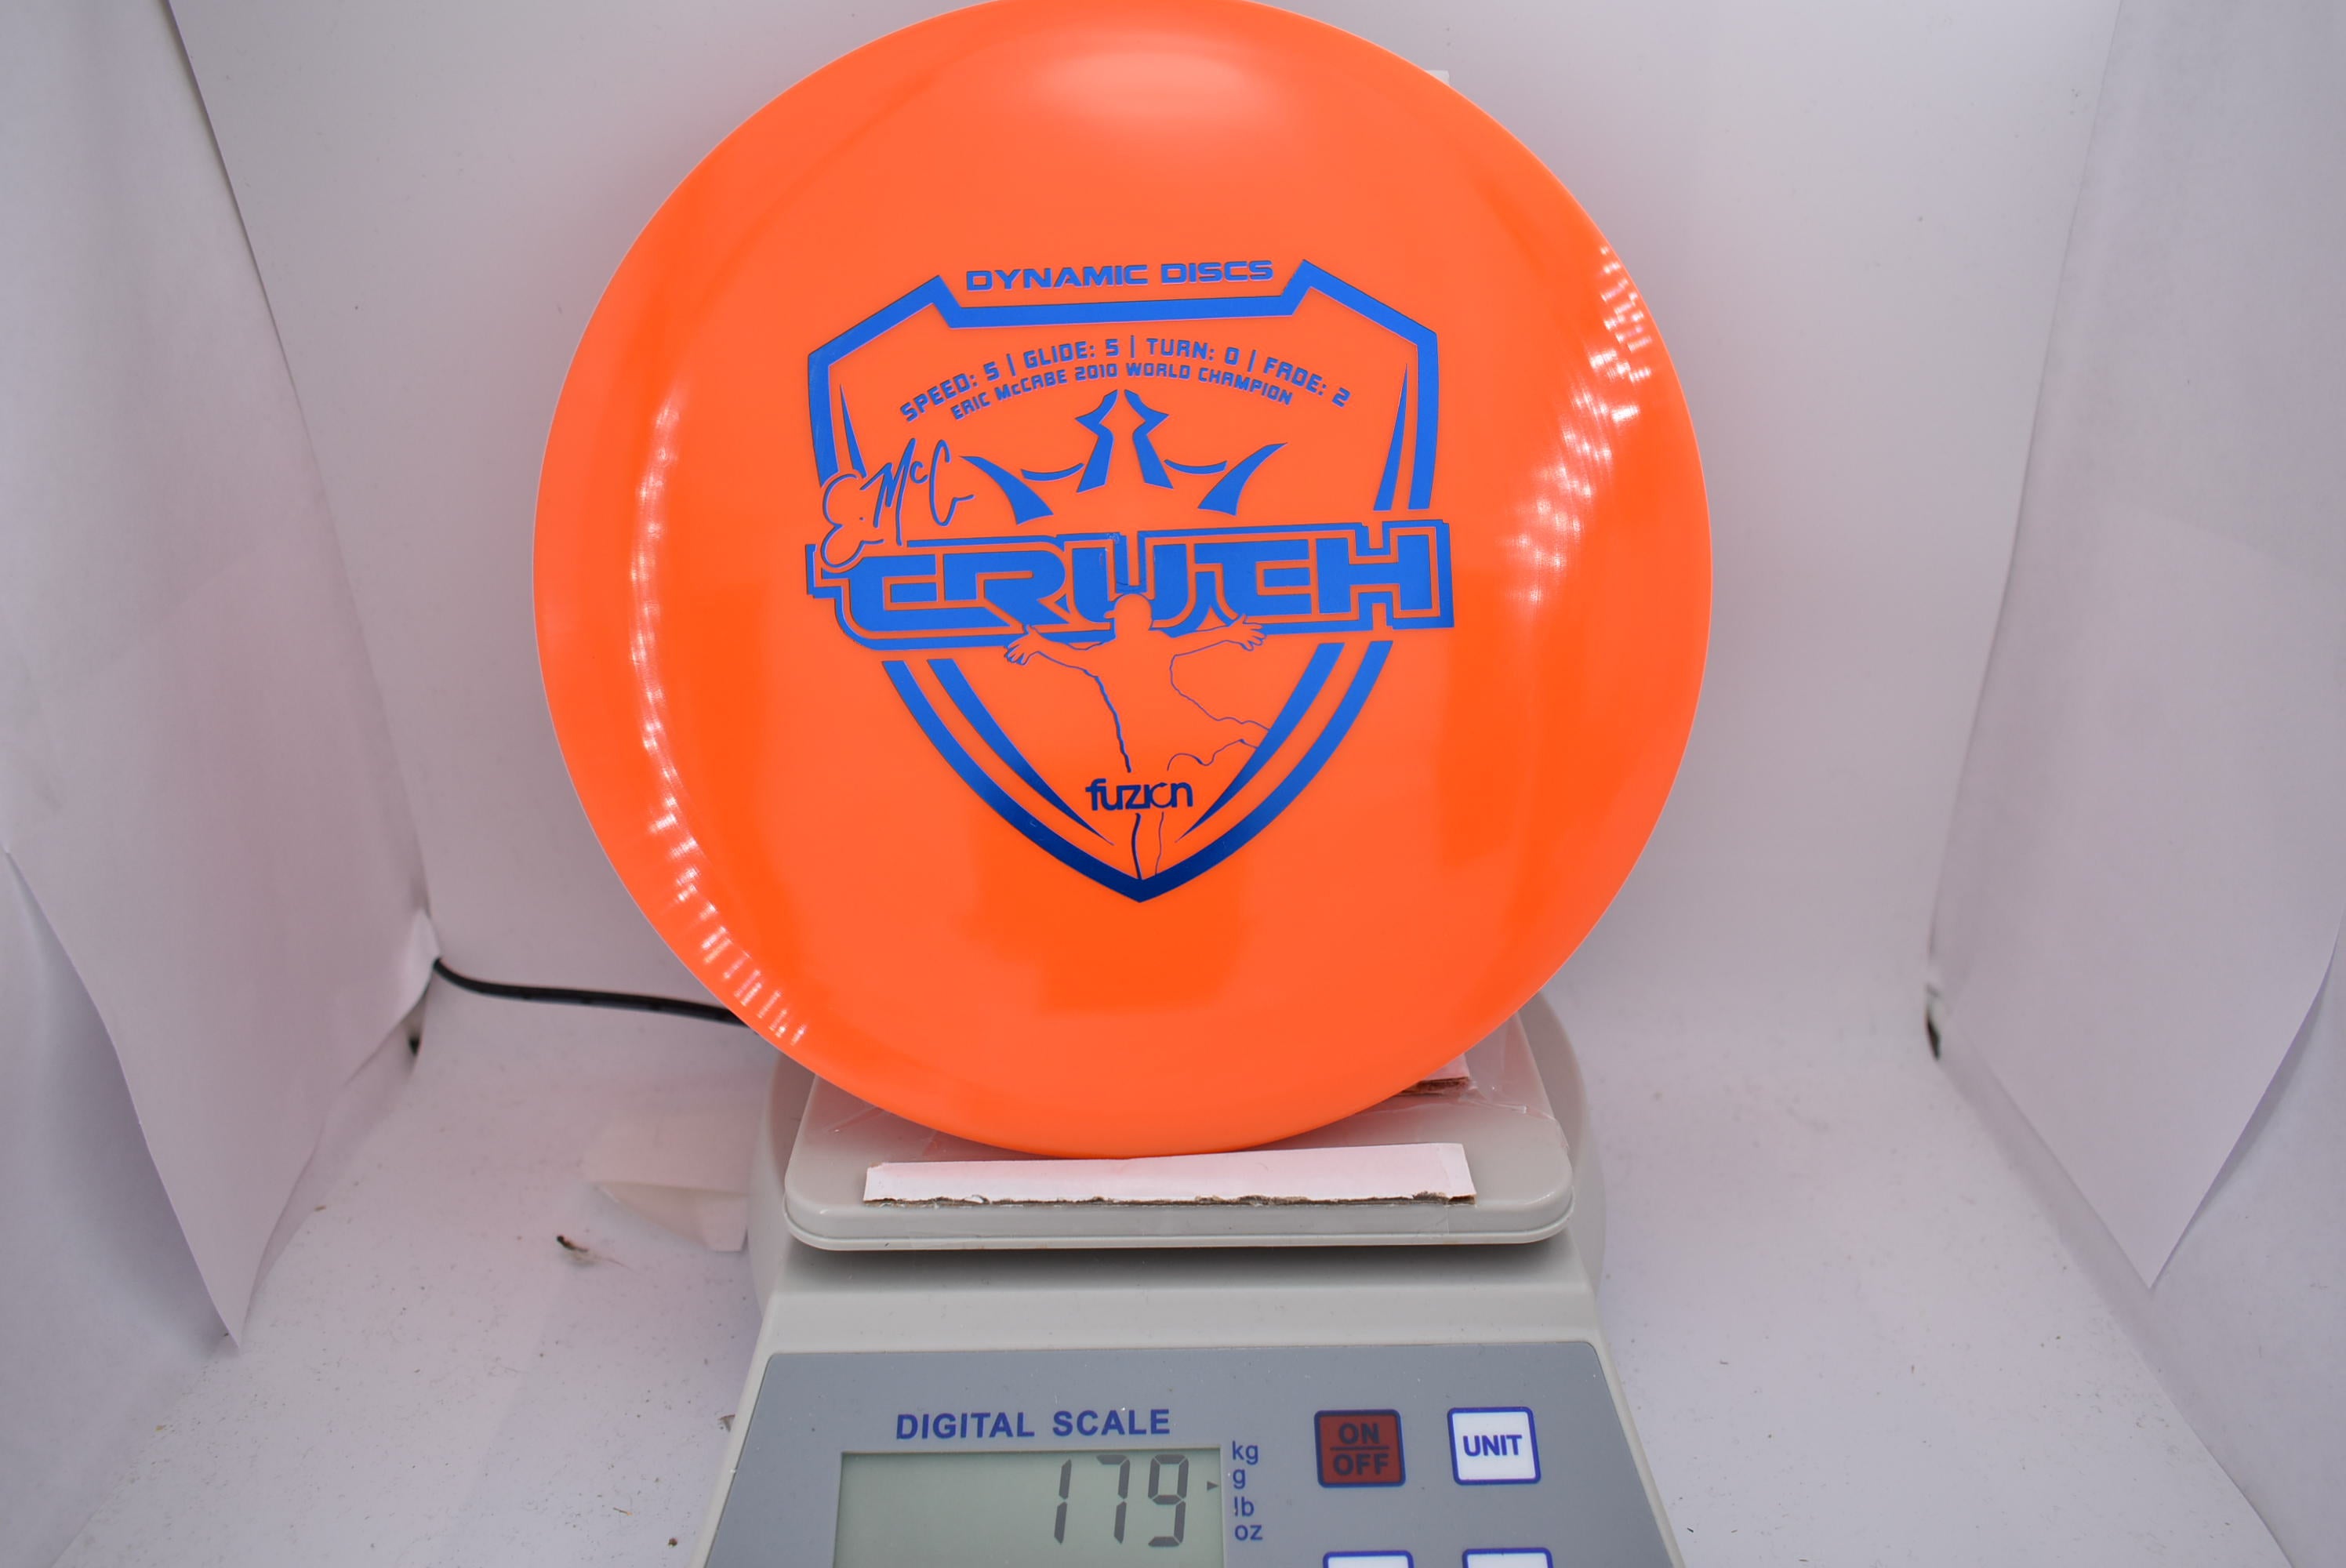 DYNAMIC DISCS
SPEED: 5 | GLIDE: 5 | TURN: 0 | FADE: 2
ERIC McCABE 2010 WORLD CHAMPION
E. McC
TRUTH
fuzion
DIGITAL SCALE
179
kg
g
lb
oz
ON
OFF
UNIT